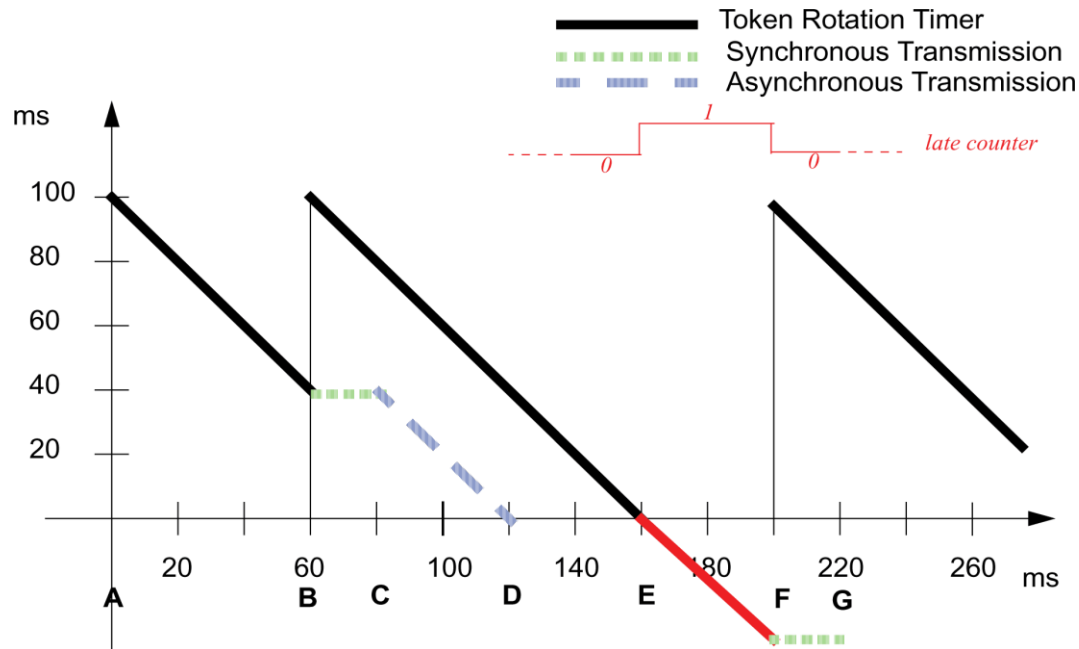 Token Rotation Timer
Synchronous Transmission
Asynchronous Transmission
ms
1
0
0
late counter
100
80
60
40
20
20
60
100
140
180
220
260
ms
A
B
C
D
E
F
G